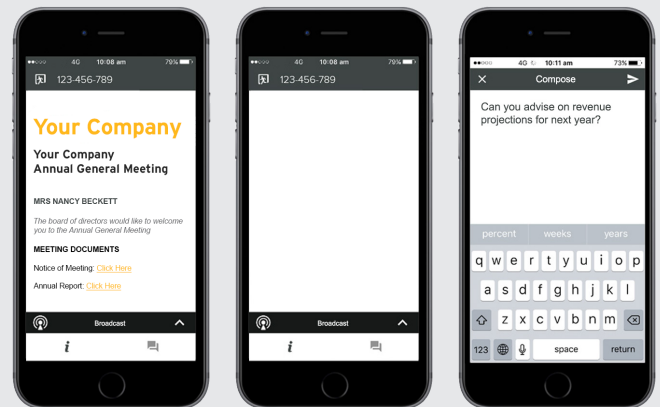 4G 10:08 am 79%
123-456-789
Your Company
Your Company
Annual General Meeting
MRS NANCY BECKETT
The board of directors would like to welcome
you to the Annual General Meeting
MEETING DOCUMENTS
Notice of Meeting: Click Here
Annual Report: Click Here
Broadcast
i
4G 10:08 am 79%
123-456-789
Broadcast
i
4G 10:11 am 73%
Compose
Can you advise on revenue
projections for next year?
percent weeks years
q w e r t y u i o p
a s d f g h j k l
z x c v b n m
123 space return